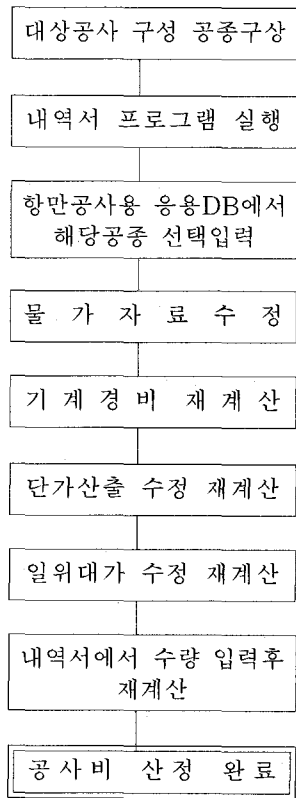 대상공사 구성 공종구상
내역서 프로그램 실행
항만공사용 응용DB에서
해당공종 선택입력
물 가 자 료 수 정
기 계 경 비 재 계 산
단가산출 수정 재계산
일위대가 수정 재계산
내역서에서 수량 입력후
재계산
공 사 비 산 정 완 료